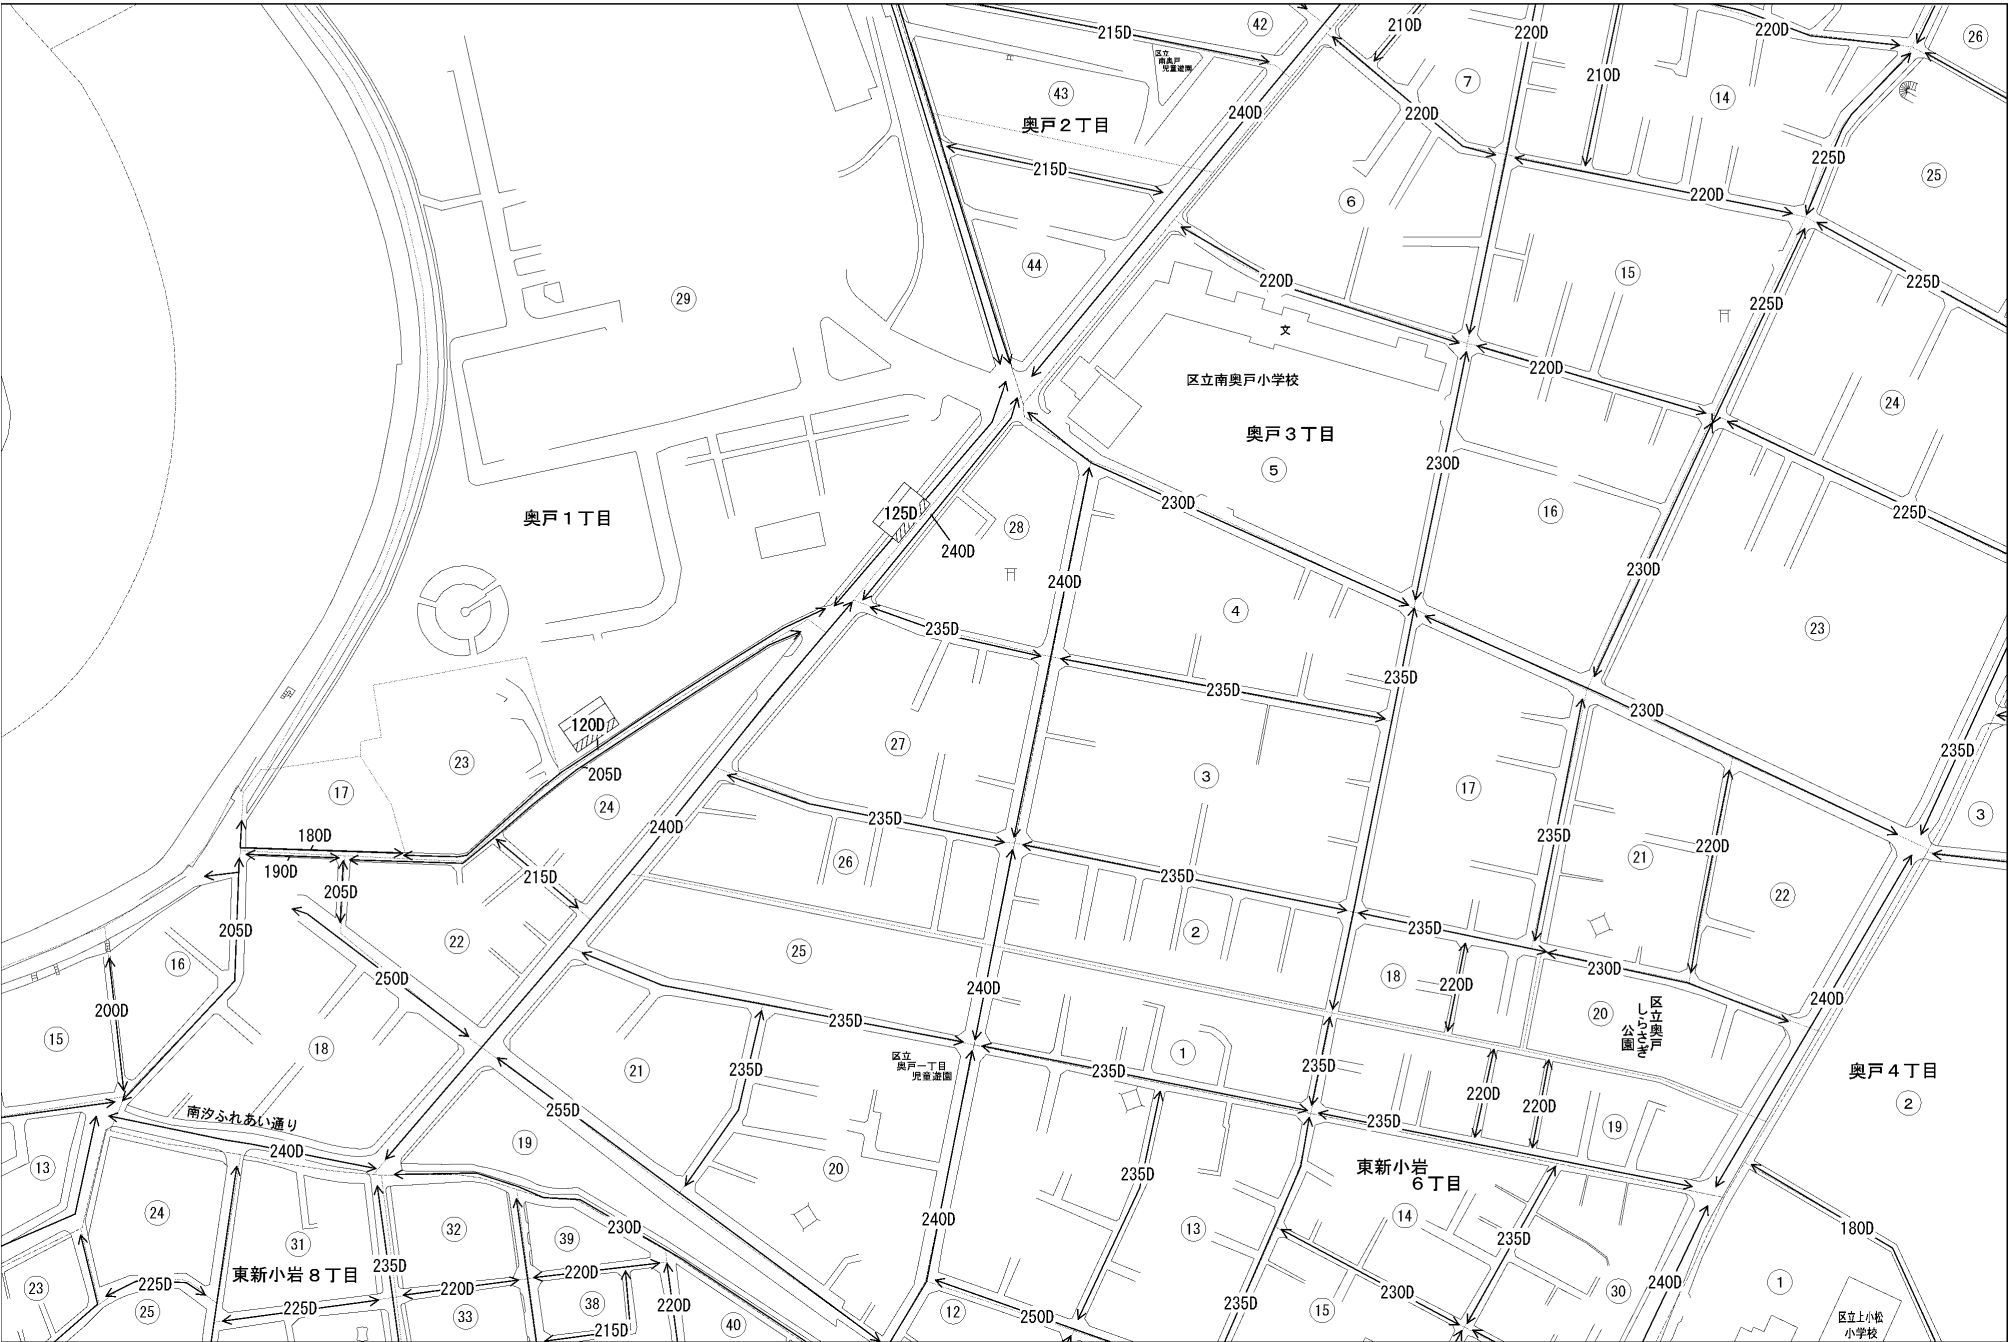 215D
42
210D
220D
220D
26
区立
南奥戸
児童遊園
7
210D
14
43
奥戸2丁目
240D
220D
225D
25
215D
220D
6
44
220D
15
225D
225D
29
文
区立南奥戸小学校
220D
24
奥戸3丁目
5
230D
230D
16
225D
奥戸1丁目
125D
240D
28
240D
230D
4
23
235D
235D
235D
230D
120D
205D
27
235D
23
24
3
17
17
240D
235D
235D
220D
21
22
3
180D
190D
26
215D
235D
205D
205D
22
25
2
235D
18
230D
220D
16
250D
240D
20
区立奥戸
しらさぎ
公園
240D
200D
15
18
235D
区立
奥戸一丁目
児童遊園
1
21
235D
235D
235D
奥戸4丁目
2
南汐ふれあい通り
255D
19
220D
220D
19
240D
235D
13
20
235D
東新小岩
6丁目
24
32
39
230D
240D
13
14
180D
31
235D
東新小岩8丁目
235D
225D
220D
220D
23
25
225D
33
38
215D
220D
40
12
250D
235D
15
230D
30
240D
1
区立上小松
小学校